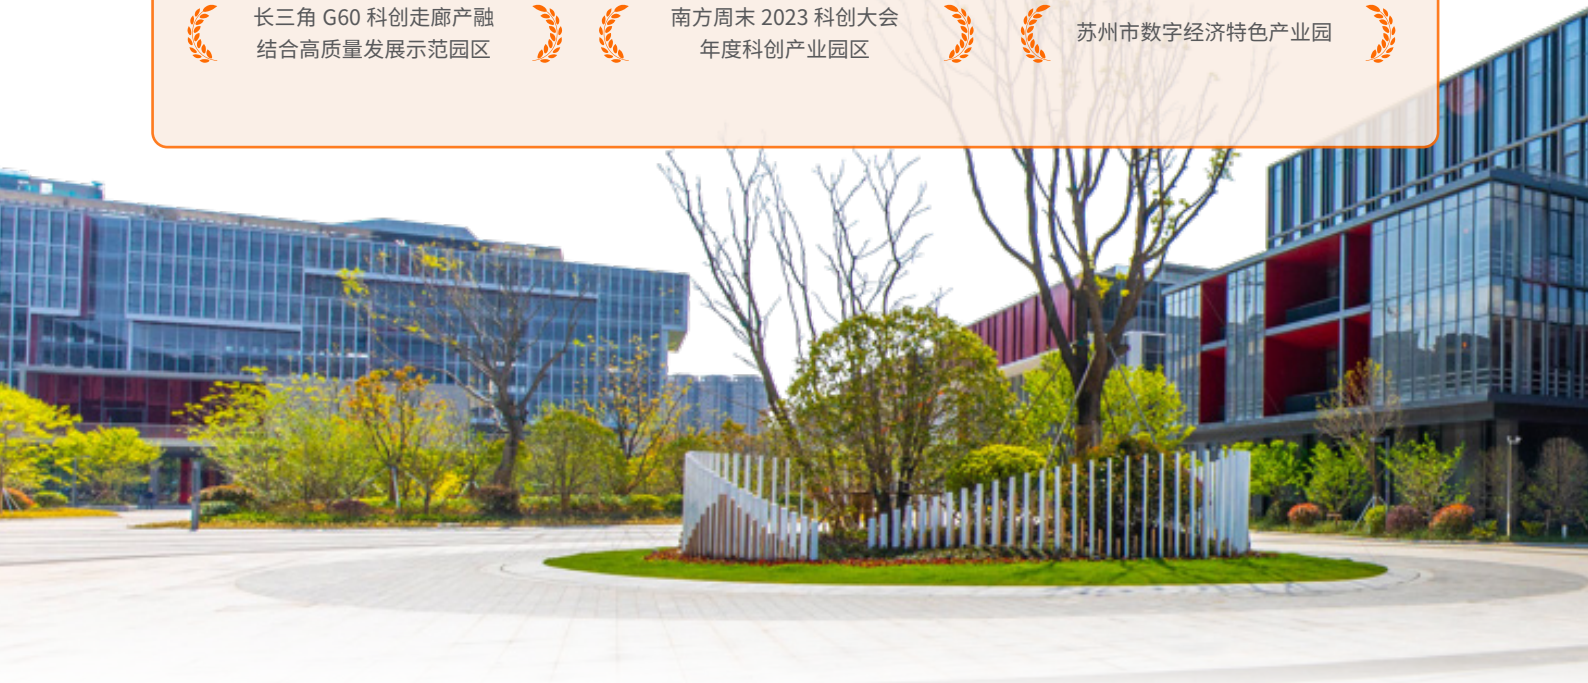 长三角 G60 科创走廊产融
结合高质量发展示范园区
南方周末 2023 科创大会
年度科创产业园区
苏州市数字经济特色产业园